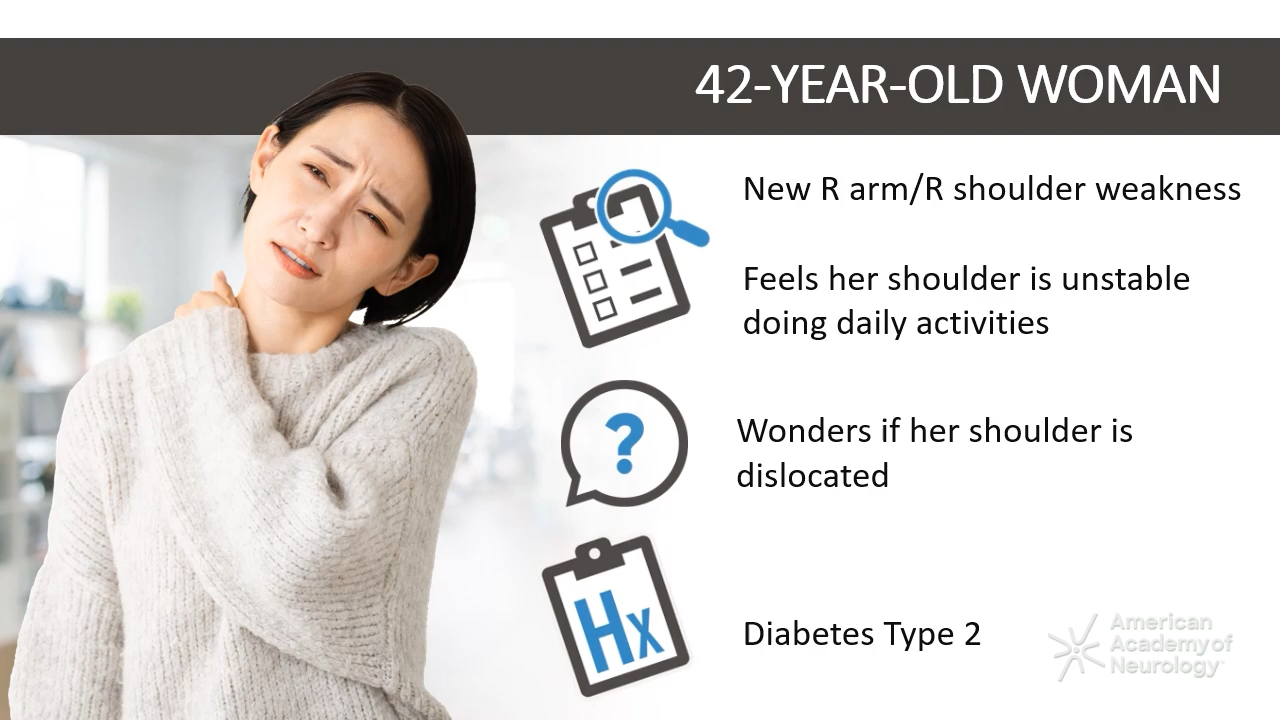 42-YEAR-OLD WOMAN
New R arm/R shoulder weakness
Feels her shoulder is unstable
doing daily activities
?
Wonders if her shoulder is
dislocated
Hx
Diabetes Type 2
American
Academy of
Neurology